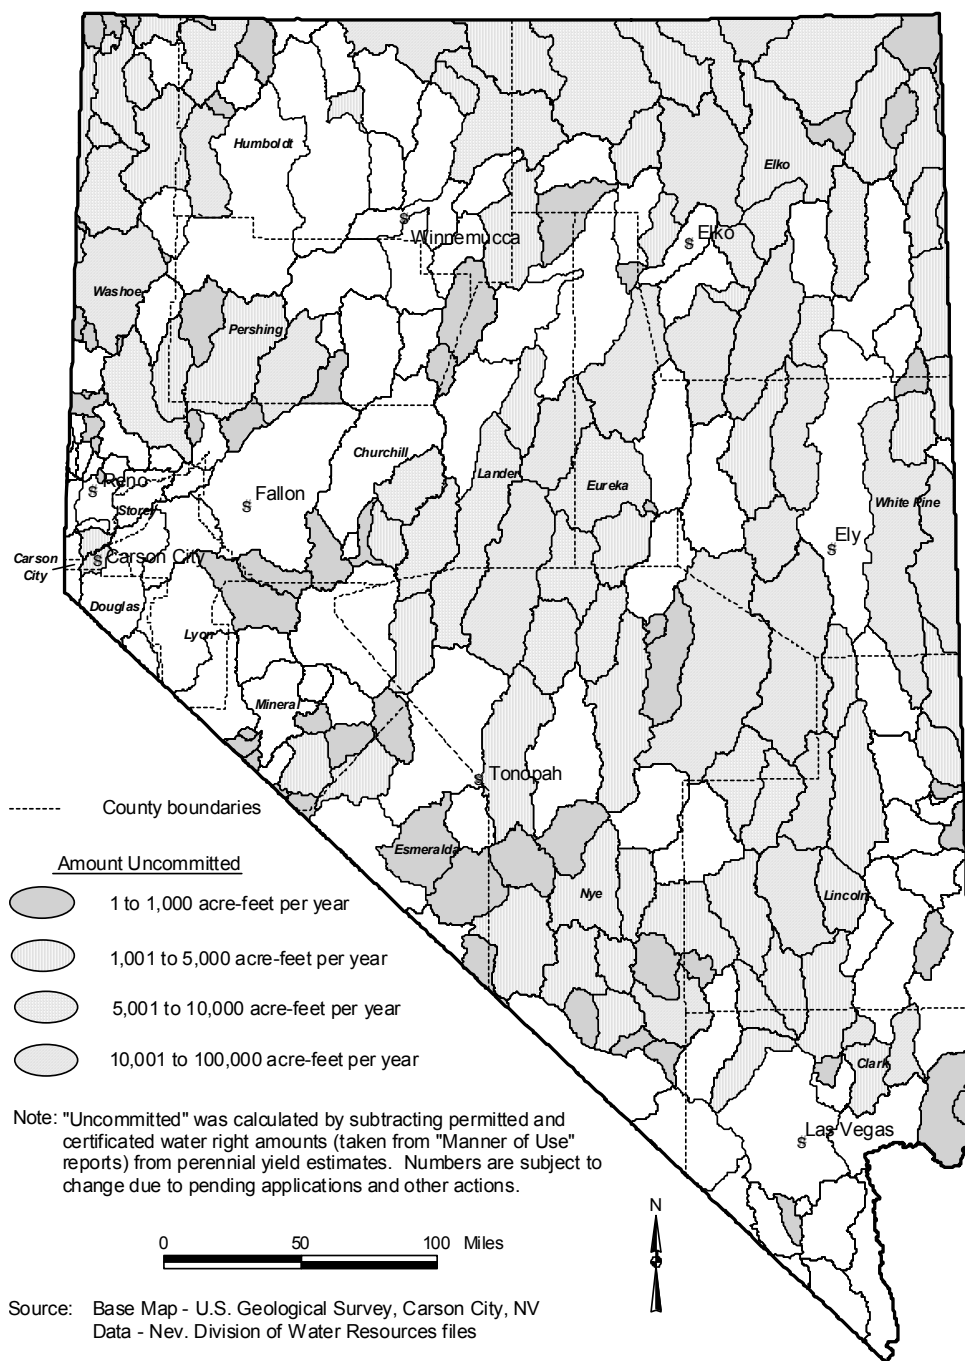 Humboldt
Elko
Winnemucca
Elko
Washoe
Pershing
Churchill
Lander
Eureka
White Pine
Reno
Storey
Fallon
Ely
Carson City
Carson
City
Douglas
Lyon
Mineral
Tonopah
Esmeralda
Nye
Lincoln
Clark
Las Vegas
County boundaries
Amount Uncommitted
1 to 1,000 acre-feet per year
1,001 to 5,000 acre-feet per year
5,001 to 10,000 acre-feet per year
10,001 to 100,000 acre-feet per year
Note: "Uncommitted" was calculated by subtracting permitted and
certificated water right amounts (taken from "Manner of Use"
reports) from perennial yield estimates. Numbers are subject to
change due to pending applications and other actions.
N
0 50 100 Miles
Source: Base Map - U.S. Geological Survey, Carson City, NV
Data - Nev. Division of Water Resources files